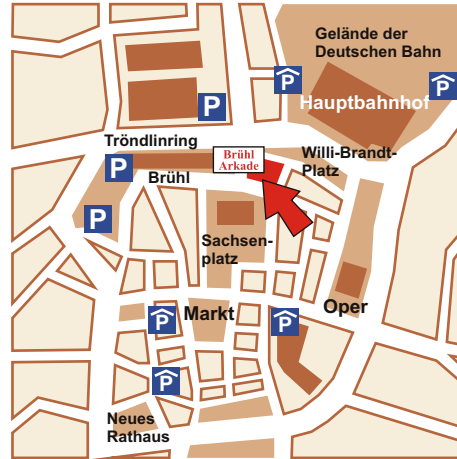 Gelände der
Deutschen Bahn
P
P
Hauptbahnhof
P
Tröndlinring
Brühl
Arkade
Willi-Brandt-
Platz
P
Brühl
P
Sachsen-
platz
Oper
P
Markt
P
P
Neues
Rathaus